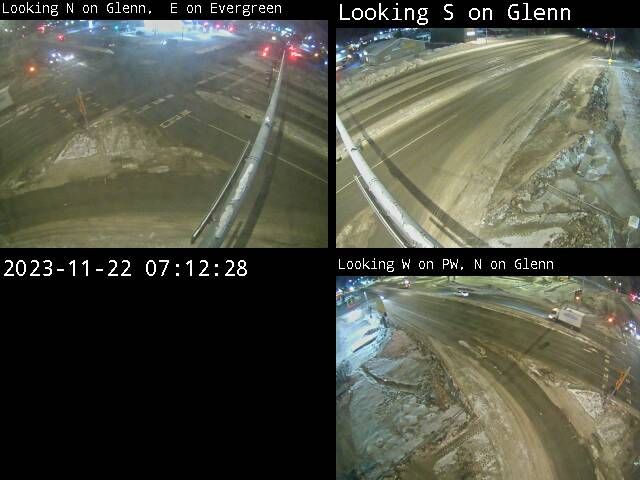 Looking N on Glenn, E on Evergreen
Looking S on Glenn
2023-11-22 07:12:28
Looking W on PW, N on Glenn